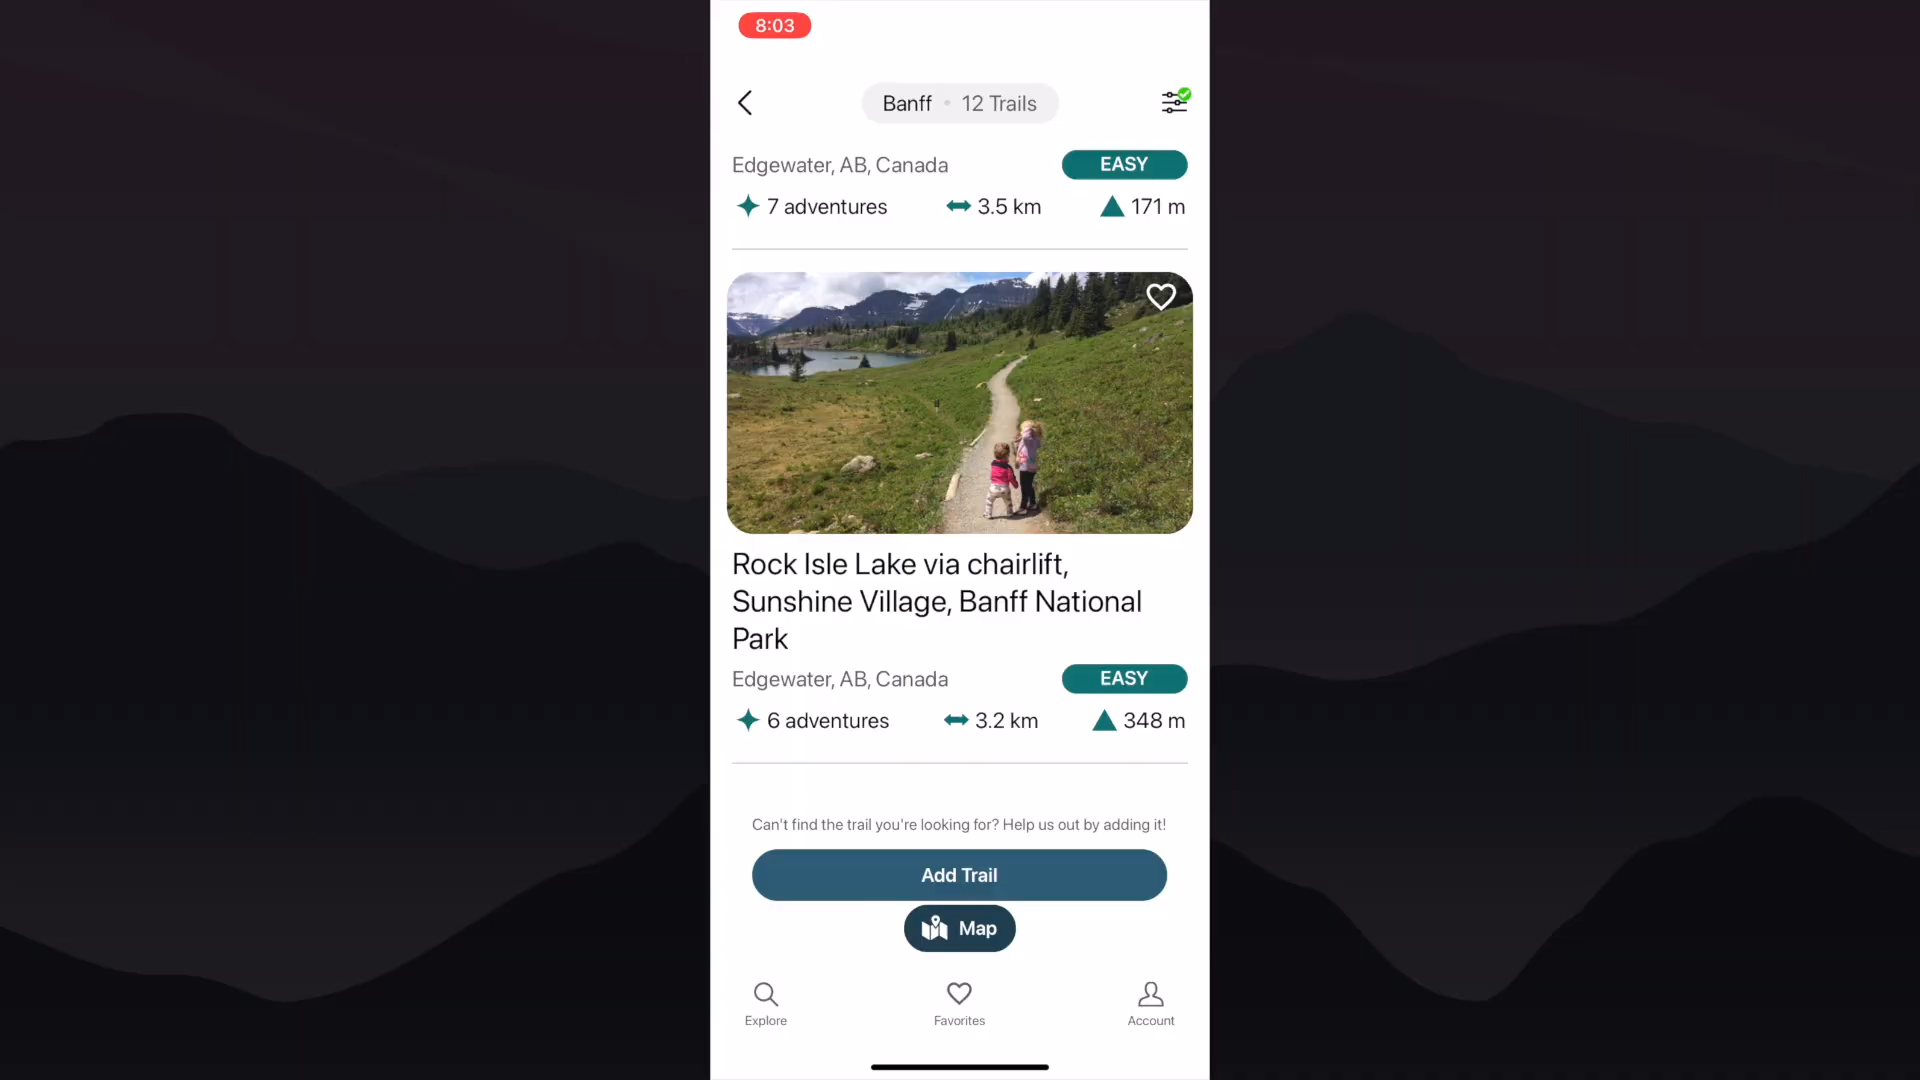 8:03
Banff • 12 Trails
Edgewater, AB, Canada
EASY
7 adventures
3.5 km
171 m
Rock Isle Lake via chairlift,
Sunshine Village, Banff National
Park
Edgewater, AB, Canada
EASY
6 adventures
3.2 km
348 m
Can't find the trail you're looking for? Help us out by adding it!
Add Trail
Map
Explore
Favorites
Account